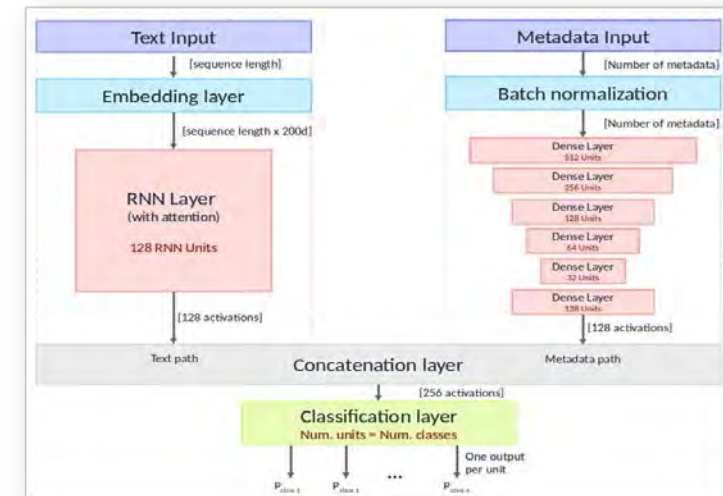 Text Input
[sequence length]
Embedding layer
[sequence length x 200d]
RNN Layer
(with attention)
128 RNN Units
[128 activations]
Text path
Metadata Input
[Number of metadata]
Batch normalization
[Number of metadata]
Dense Layer
512 Units
Dense Layer
256 Units
Dense Layer
128 Units
Dense Layer
64 Units
Dense Layer
32 Units
Dense Layer
128 Units
[128 activations]
Metadata path
Concatenation layer
[256 activations]
Classification layer
Num. units = Num. classes
One output
per unit
P P ... P